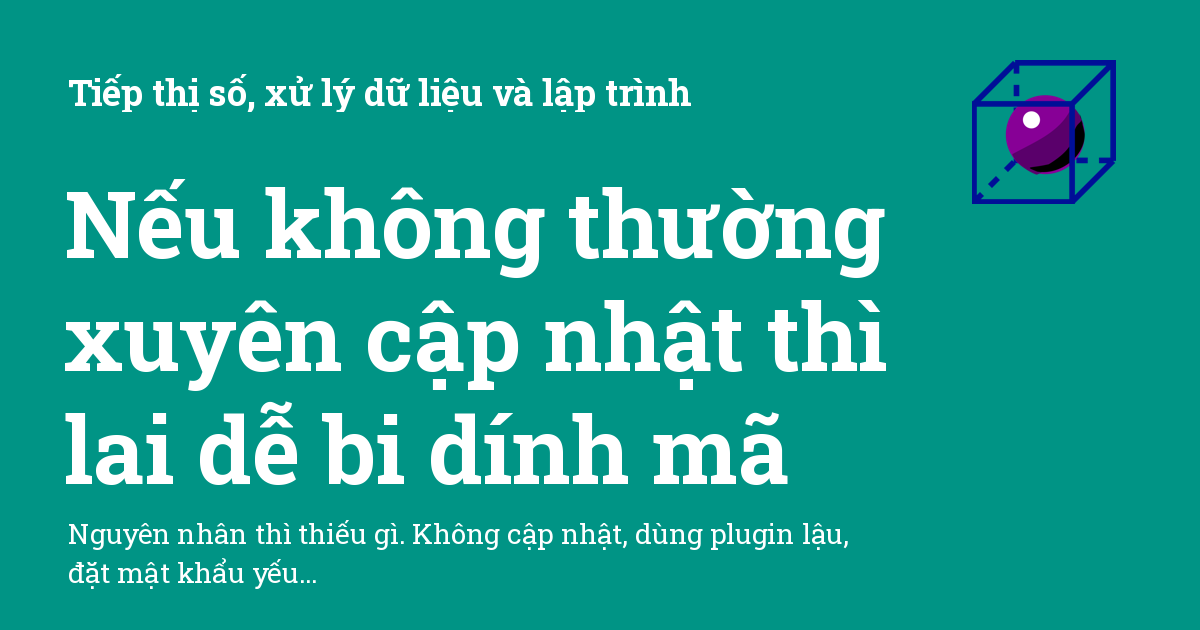 Tiếp thị số, xử lý dữ liệu và lập trình
Nếu không thường
xuyên cập nhật thì
lai dễ bi dính mã
Nguyên nhân thì thiếu gì. Không cập nhật, dùng plugin lậu,
đặt mật khẩu yếu...